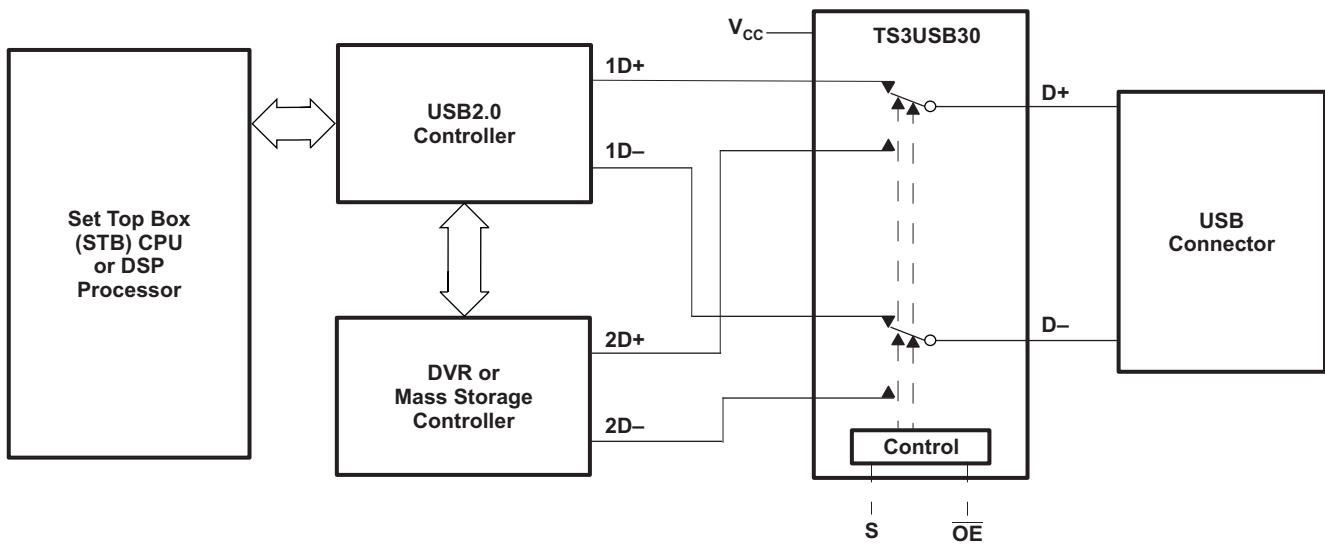 V_CC
TS3USB30
1D+
USB2.0
Controller
1D–
D+
Set Top Box
(STB) CPU
or DSP
Processor
USB
Connector
D–
2D+
DVR or
Mass Storage
Controller
2D–
Control
S
O̅E̅